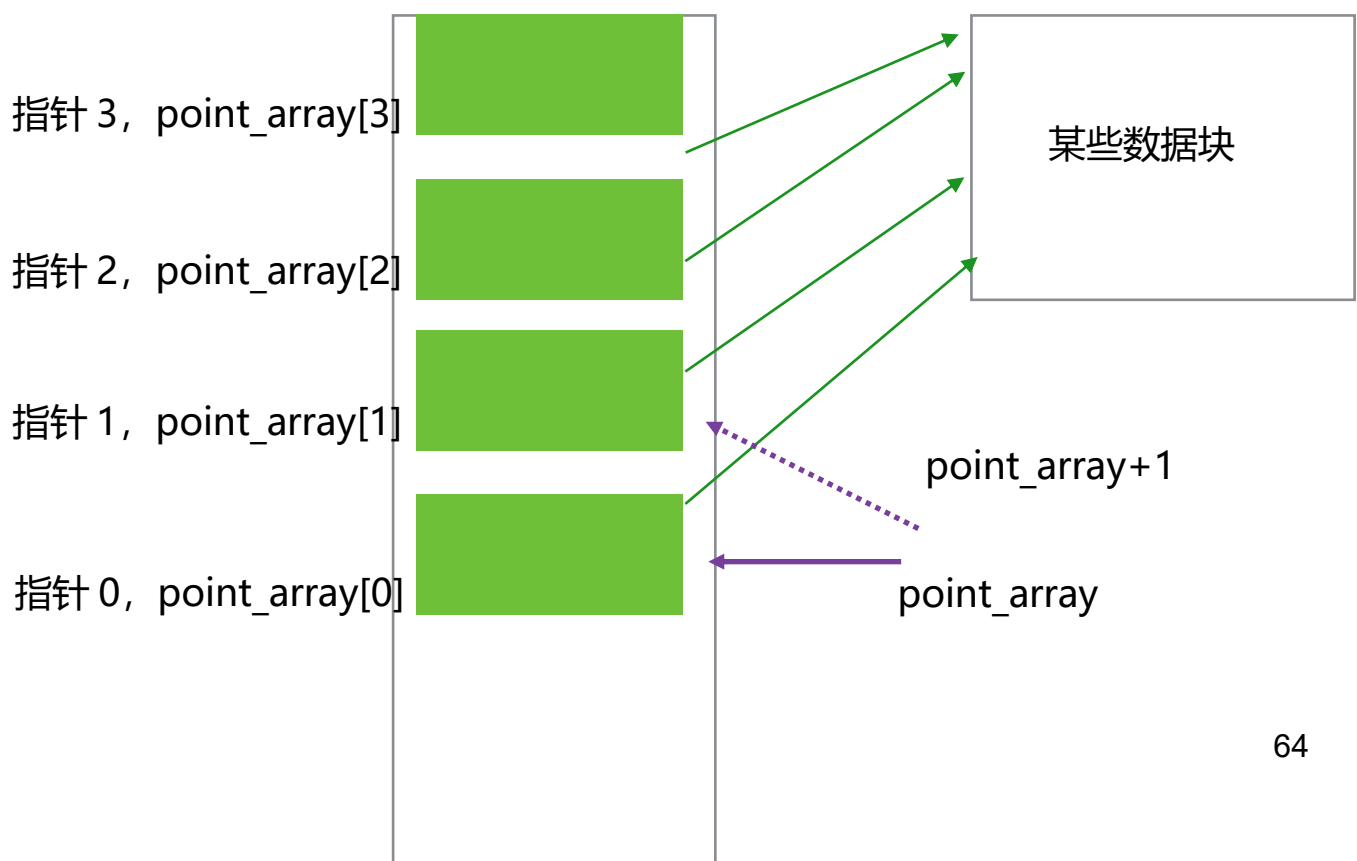 指针 3，point_array[3]
某些数据块
指针 2，point_array[2]
指针 1，point_array[1]
point_array+1
指针 0，point_array[0]
point_array
64